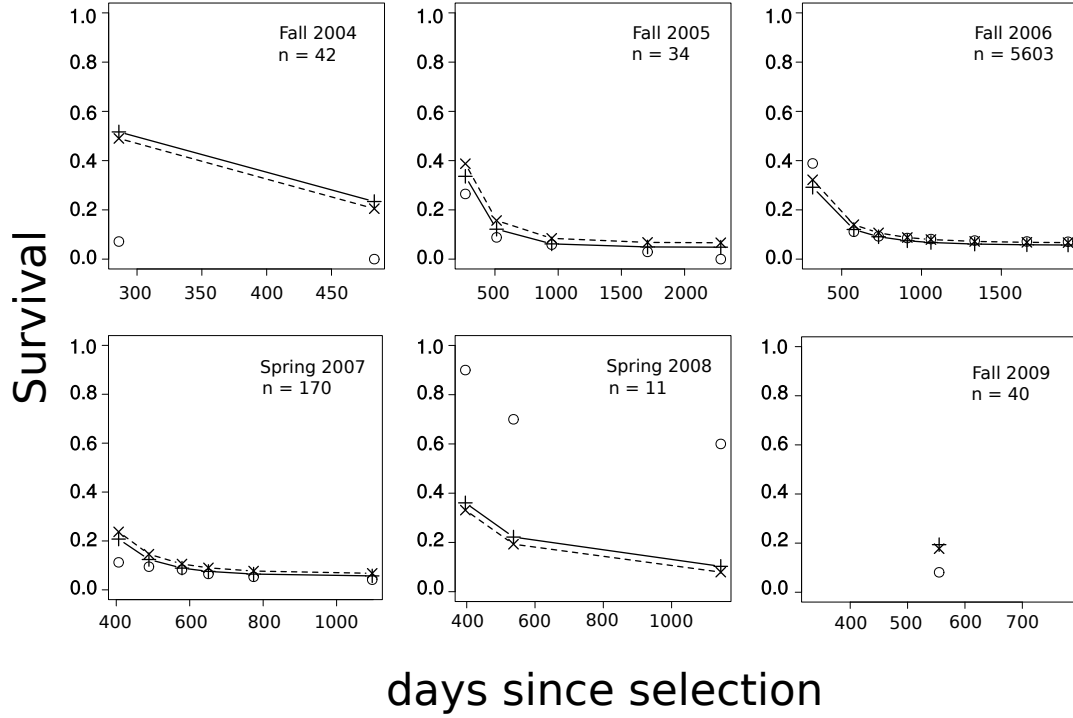 Survival
1.0
0.8
0.6
0.4
0.2
0.0
Fall 2004
n = 42
300 350 400 450
1.0
0.8
0.6
0.4
0.2
0.0
Fall 2005
n = 34
500 1000 1500 2000
1.0
0.8
0.6
0.4
0.2
0.0
Fall 2006
n = 5603
500 1000 1500
1.0
0.8
0.6
0.4
0.2
0.0
Spring 2007
n = 170
400 600 800 1000
1.0
0.8
0.6
0.4
0.2
0.0
Spring 2008
n = 11
400 600 800 1000
1.0
0.8
0.6
0.4
0.2
0.0
Fall 2009
n = 40
400 500 600 700
days since selection